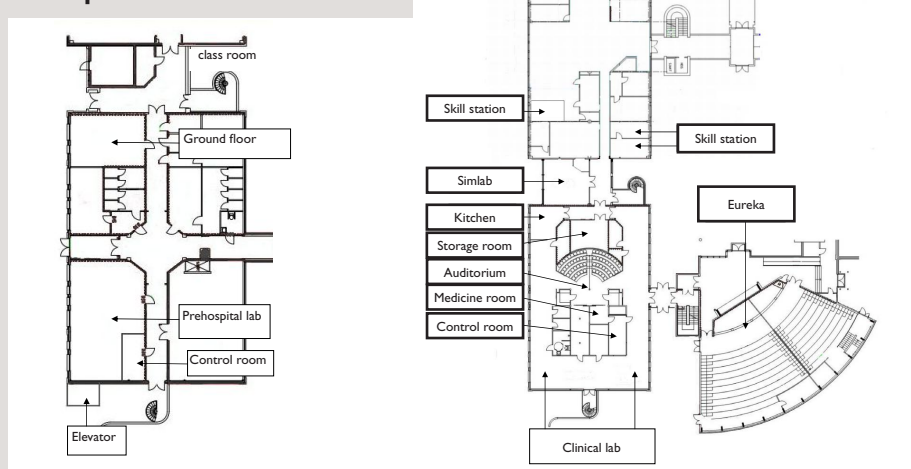 class room
Ground floor
Prehospital lab
Control room
Elevator
Skill station
Skill station
Simlab
Kitchen
Storage room
Auditorium
Medicine room
Control room
Eureka
Clinical lab